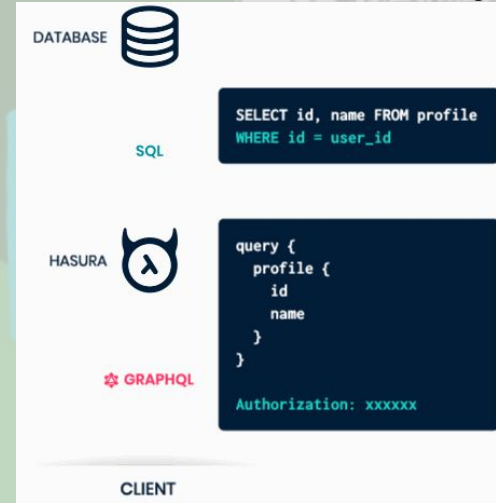 DATABASE
SELECT id, name FROM profile
WHERE id = user_id
SQL
HASURA
λ
query {
profile {
id
name
}
}
GRAPHQL
Authorization: xxxxxx
CLIENT